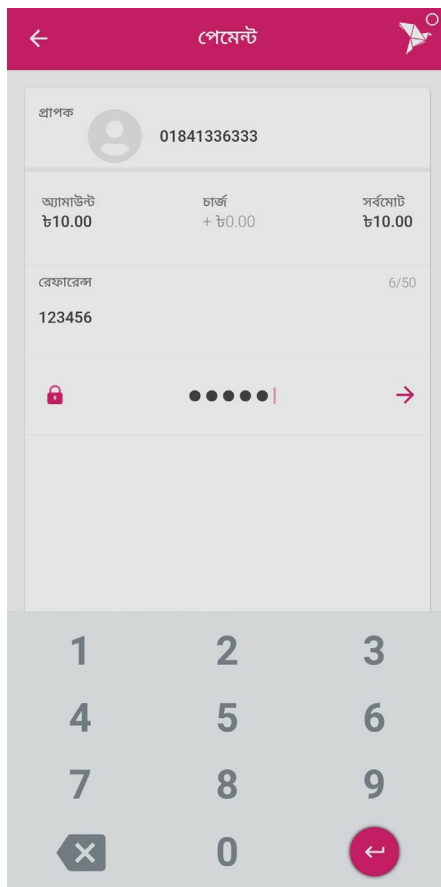 পেমেন্ট
প্রাপক
01841336333
অ্যামাউন্ট চার্জ সর্বমোট
৳10.00 + ৳0.00 ৳10.00
রেফারেন্স 6/50
123456
1 2 3
4 5 6
7 8 9
0